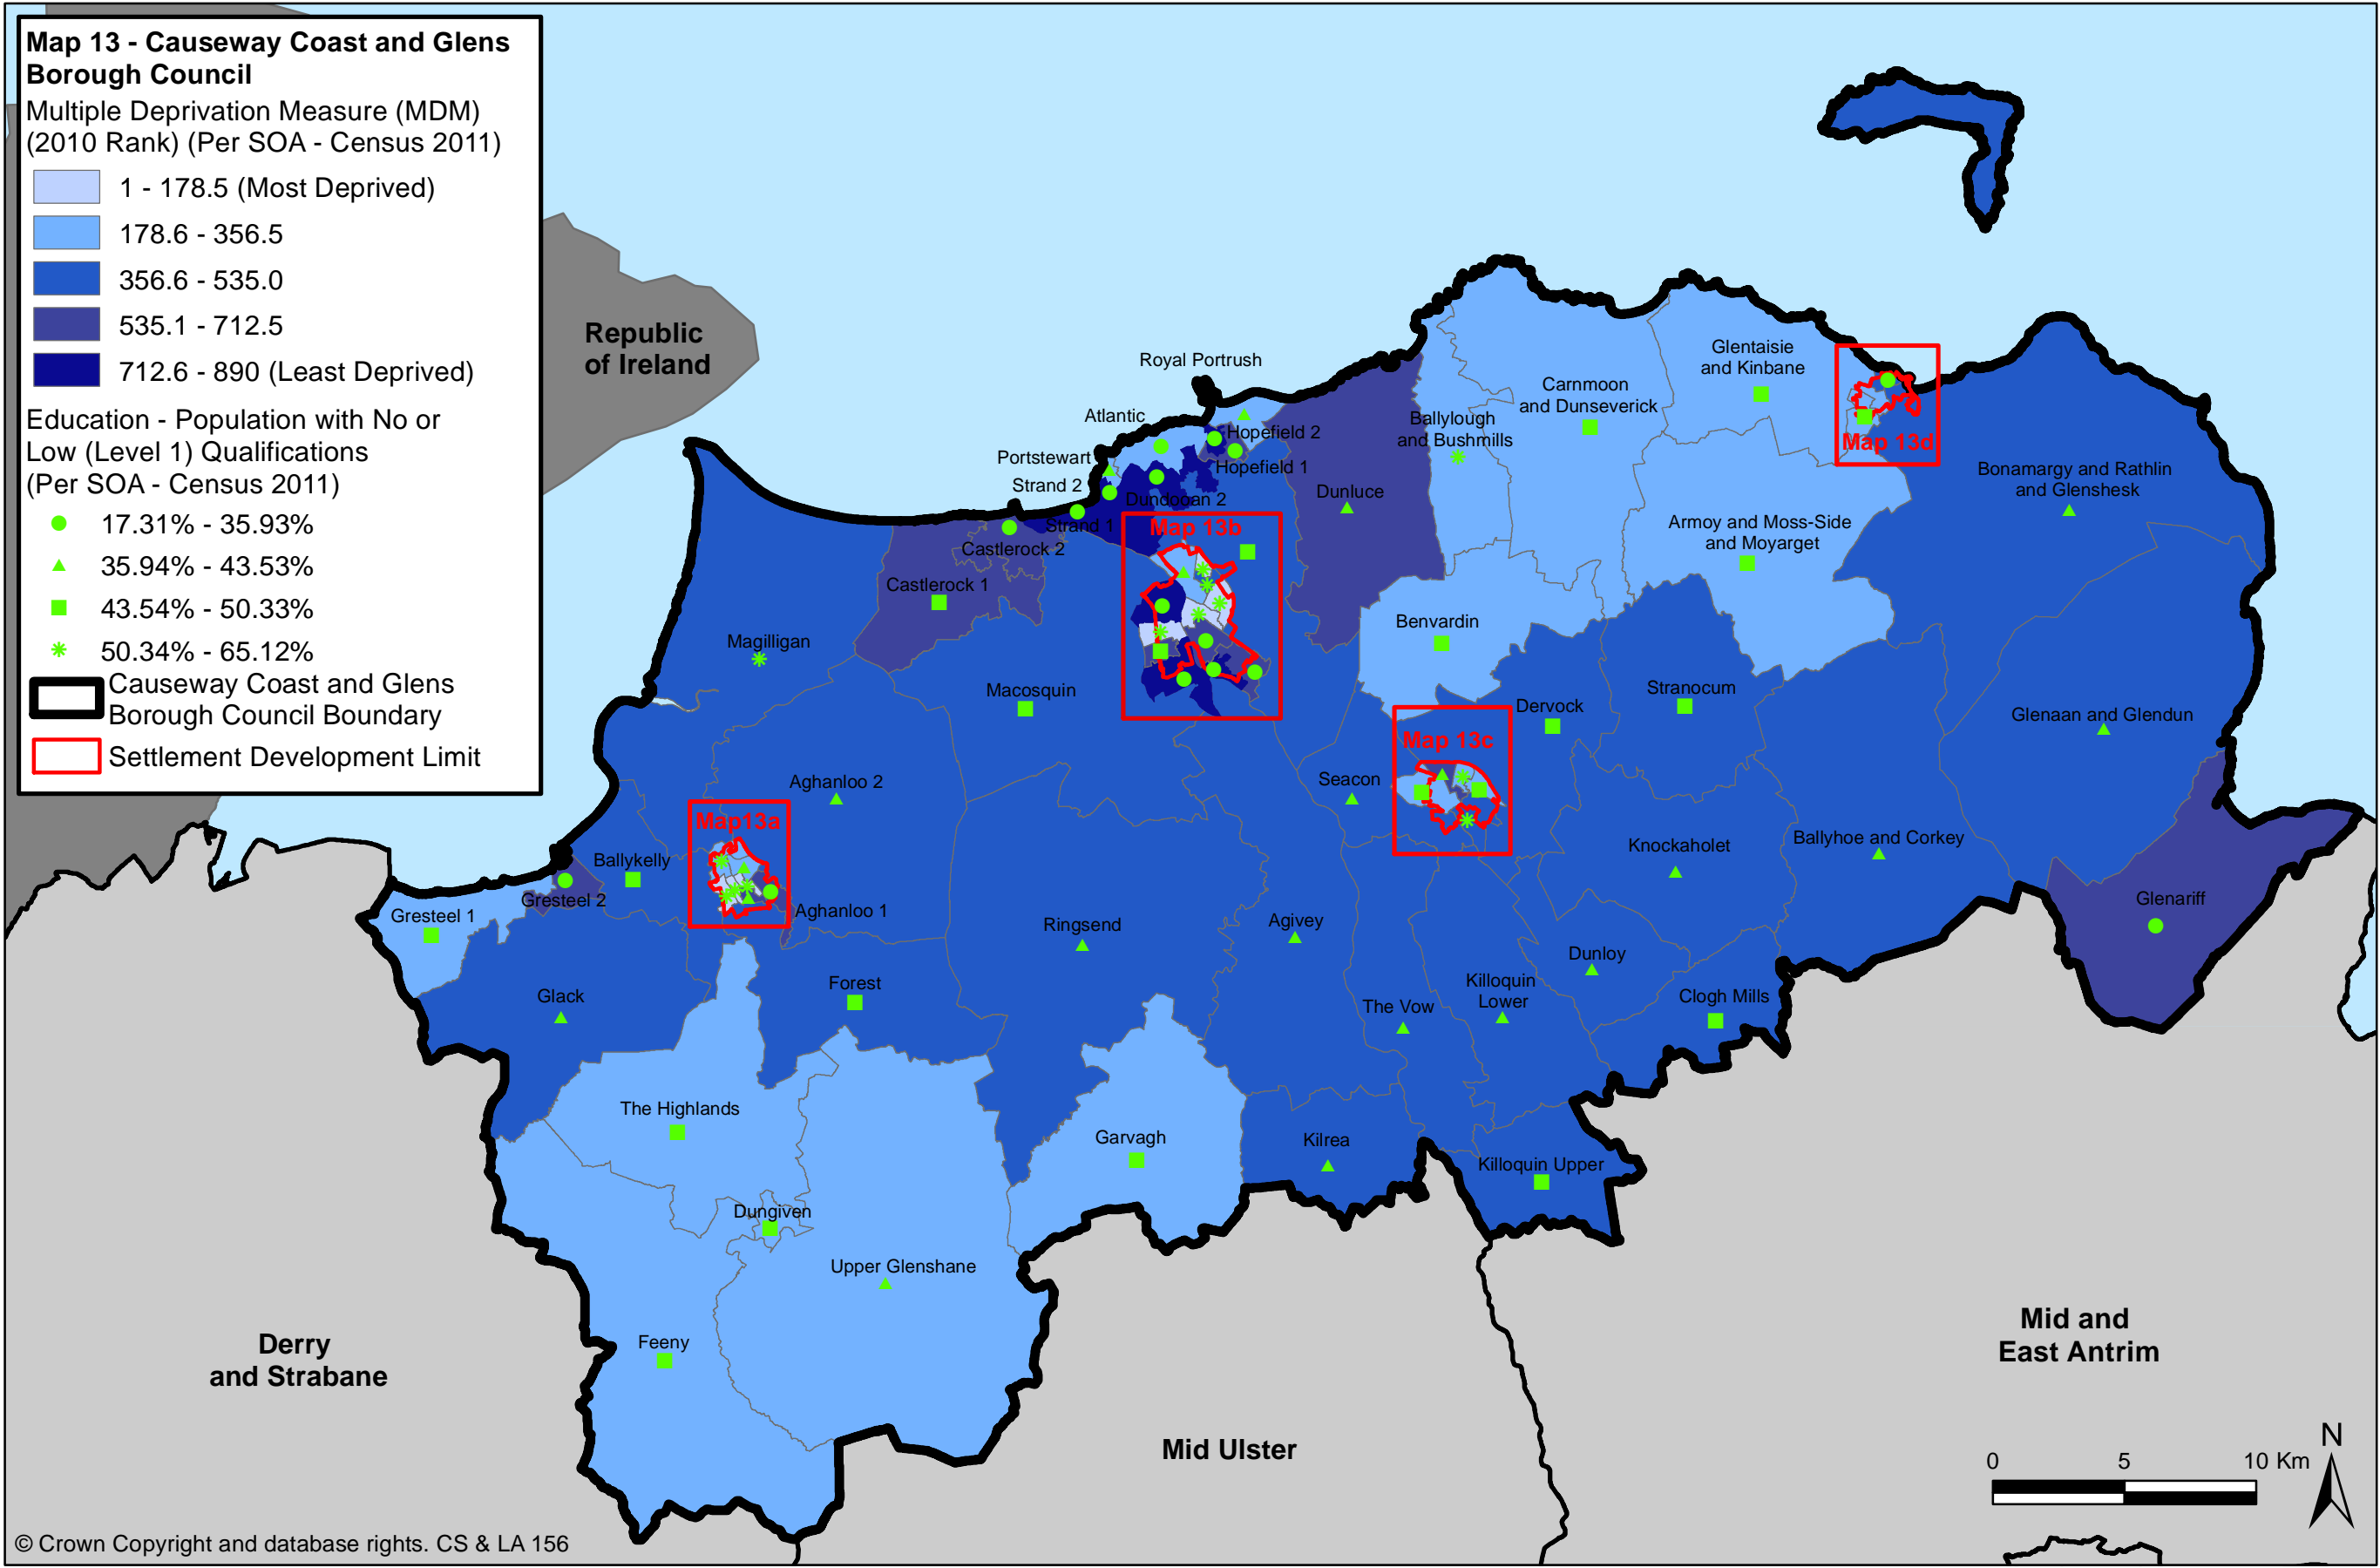 Map 13 - Causeway Coast and Glens
Borough Council
Multiple Deprivation Measure (MDM)
(2010 Rank) (Per SOA - Census 2011)
1 - 178.5 (Most Deprived)
178.6 - 356.5
356.6 - 535.0
535.1 - 712.5
712.6 - 890 (Least Deprived)
Education - Population with No or
Low (Level 1) Qualifications
(Per SOA - Census 2011)
17.31% - 35.93%
35.94% - 43.53%
43.54% - 50.33%
50.34% - 65.12%
Causeway Coast and Glens
Borough Council Boundary
Settlement Development Limit
Republic
of Ireland
Royal Portrush
Atlantic
Hopefield 2
Portstewart
Hopefield 1
Strand 2
Dundooan 2
Strand 1
Map 13b
Castlerock 2
Castlerock 1
Dunluce
Ballylough
and Bushmills
Carnmoon
and Dunseverick
Glentaisie
and Kinbane
Map 13d
Armoy and Moss-Side
and Moyarget
Bonamargy and Rathlin
and Glenshesk
Magilligan
Macosquin
Benvardin
Dervock
Stranocum
Glenaan and Glendun
Map 13c
Seacon
Aghanloo 2
Map13a
Ballykelly
Knockaholet
Ballyhoe and Corkey
Gresteel 2
Gresteel 1
Aghanloo 1
Glenariff
Ringsend
Agivey
Dunloy
Glack
Forest
Killoquin
Lower
Clogh Mills
The Vow
The Highlands
Garvagh
Kilrea
Killoquin Upper
Dungiven
Upper Glenshane
Feeny
Derry
and Strabane
Mid Ulster
Mid and
East Antrim
N
0 5 10 Km
© Crown Copyright and database rights. CS & LA 156